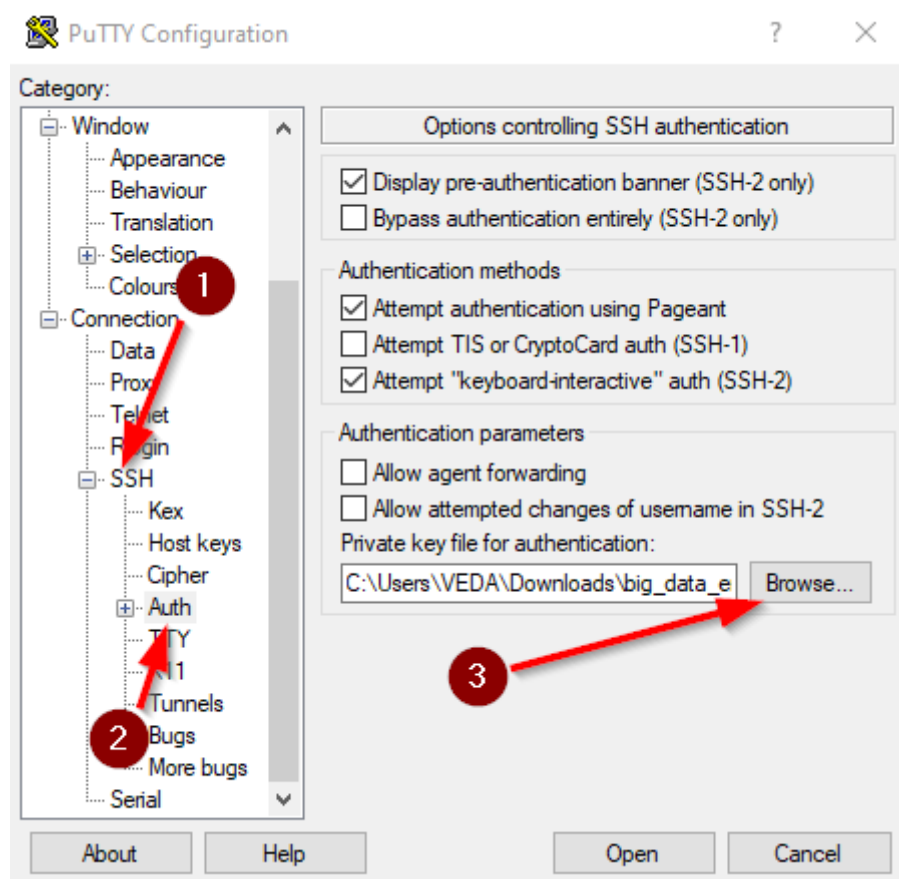 PuTTY Configuration
Category:
Window
Appearance
Behaviour
Translation
Selection
Colours
Connection
Data
Proxy
Telnet
SSH
Kex
Host keys
Cipher
Auth
TTY
Tunnels
Bugs
More bugs
Serial
1
2
Options controlling SSH authentication
Display pre-authentication banner (SSH-2 only)
Bypass authentication entirely (SSH-2 only)
Authentication methods
Attempt authentication using Pageant
Attempt TIS or CryptoCard auth (SSH-1)
Attempt "keyboard-interactive" auth (SSH-2)
Authentication parameters
Allow agent forwarding
Allow attempted changes of username in SSH-2
Private key file for authentication:
C:\Users\VEDA\Downloads\big_data_e Browse...
3
About Help Open Cancel